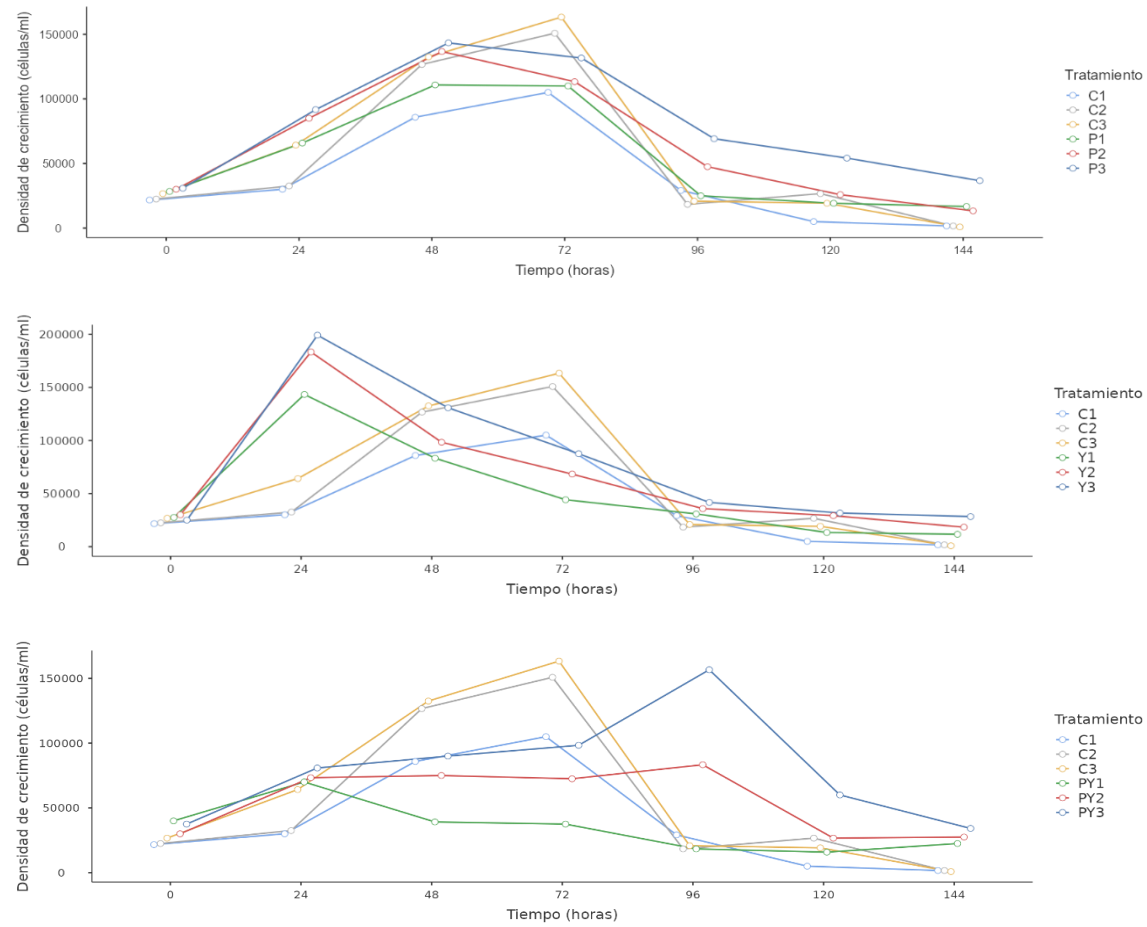 Densidad de crecimiento (células/ml)
150000
100000
50000
0
0 24 48 72 96 120 144
Tiempo (horas)
Tratamiento
C1
C2
C3
P1
P2
P3
Densidad de crecimiento (células/ml)
200000
150000
100000
50000
0
0 24 48 72 96 120 144
Tiempo (horas)
Tratamiento
C1
C2
C3
Y1
Y2
Y3
Densidad de crecimiento (células/ml)
150000
100000
50000
0
0 24 48 72 96 120 144
Tiempo (horas)
Tratamiento
C1
C2
C3
PY1
PY2
PY3